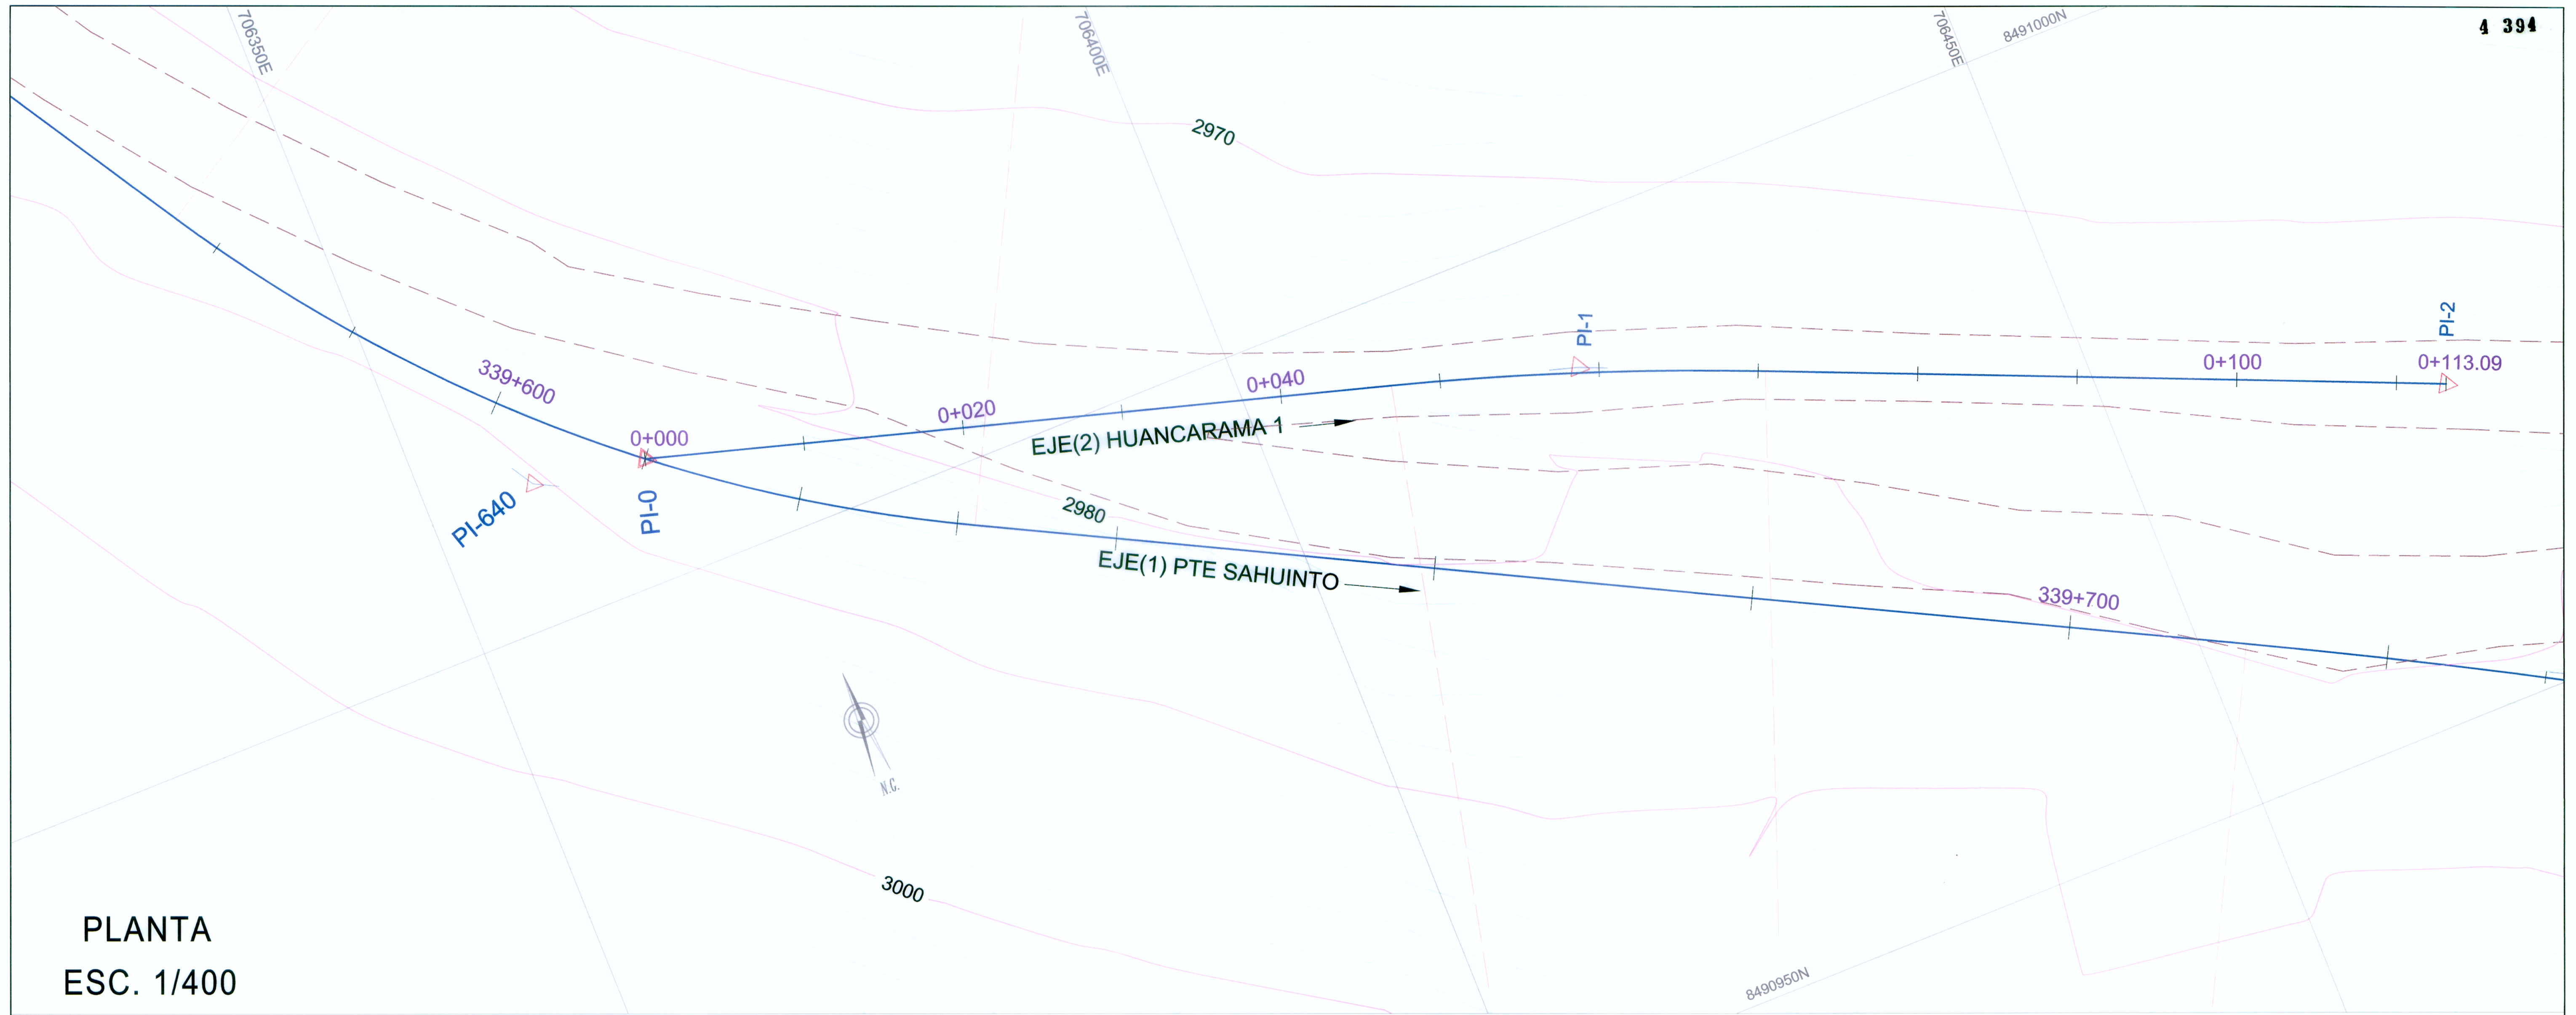 706350E
706400E
706450E
8491000N
4 394
2970
PI-1
PI-2
339+600
0+000
0+020
0+040
0+100
0+113.09
EJE(2) HUANCARAMA 1
PI-640
PI-0
2980
EJE(1) PTE SAHUINTO
339+700
N.C.
3000
PLANTA
ESC. 1/400
8490950N